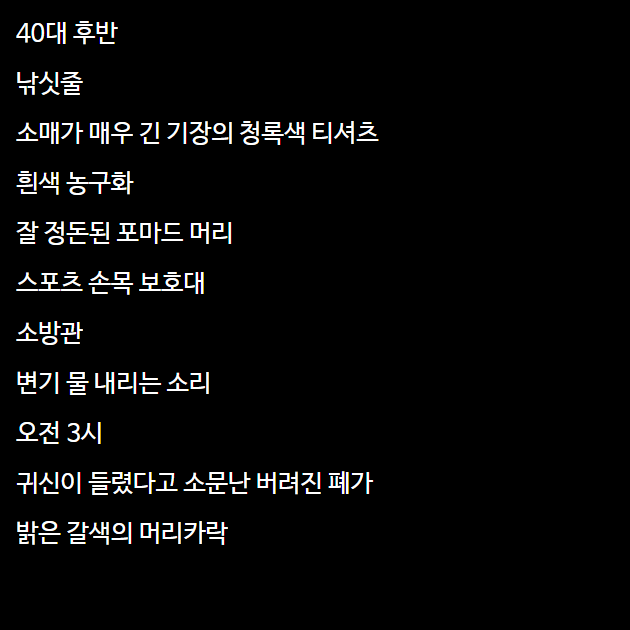 40대 후반
낚싯줄
소매가 매우 긴 기장의 청록색 티셔츠
흰색 농구화
잘 정돈된 포마드 머리
스포츠 손목 보호대
소방관
변기 물 내리는 소리
오전 3시
귀신이 들렸다고 소문난 버려진 폐가
밝은 갈색의 머리카락